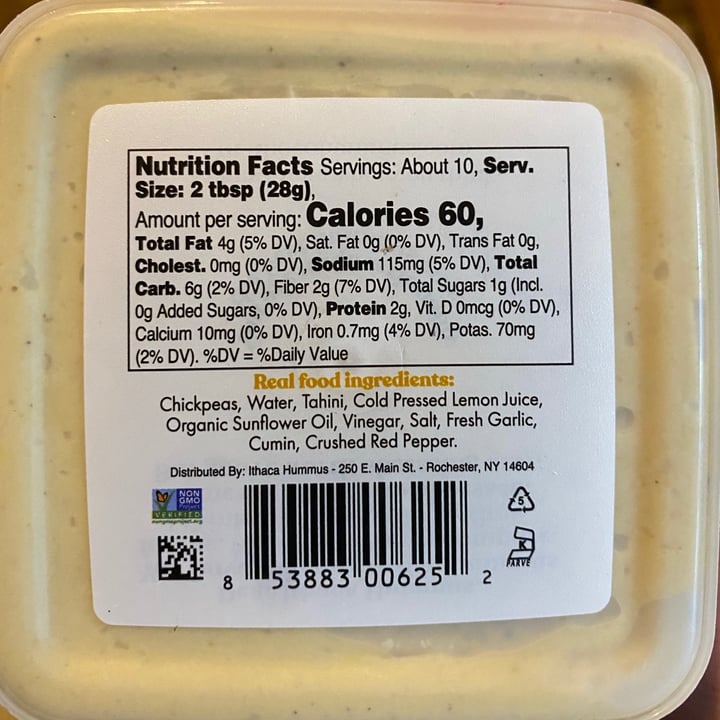 Nutrition Facts Servings: About 10, Serv.
Size: 2 tbsp (28g),
Amount per serving: Calories 60,
Total Fat 4g (5% DV), Sat. Fat 0g (0% DV), Trans Fat 0g,
Cholest. 0mg (0% DV), Sodium 115mg (5% DV), Total
Carb. 6g (2% DV), Fiber 2g (7% DV), Total Sugars 1g (Incl.
0g Added Sugars, 0% DV), Protein 2g, Vit. D 0mcg (0% DV),
Calcium 10mg (0% DV), Iron 0.7mg (4% DV), Potas. 70mg
(2% DV). %DV = %Daily Value
Real food ingredients:
Chickpeas, Water, Tahini, Cold Pressed Lemon Juice,
Organic Sunflower Oil, Vinegar, Salt, Fresh Garlic,
Cumin, Crushed Red Pepper.
Distributed By: Ithaca Hummus - 250 E. Main St. - Rochester, NY 14604
NON
GMO
Project
VERIFIED
nongmoproject.org
8 53883 00625 2
5
K
PARVE